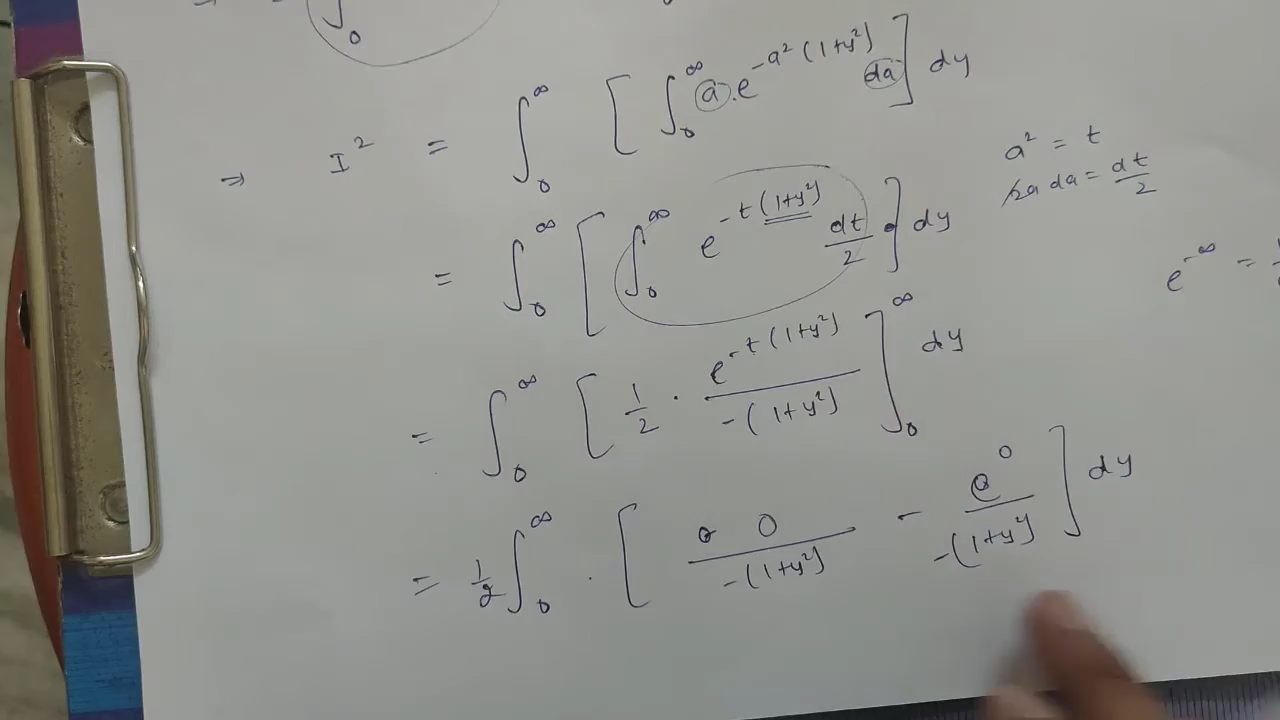 ∫₀
⇒ I² = ∫₀^∞ [ ∫₀^∞ a.e^{-a²(1+y²)} da ] dy
a² = t
2a da = dt/2
= ∫₀^∞ [ ∫₀^∞ e^{-t(1+y²)} dt/2 ] dy
e^{-∞} =
= ∫₀^∞ [ 1/2 · e^{-t(1+y²)}/-(1+y²) ]₀^∞ dy
= 1/2 ∫₀^∞ · [ 0/-(1+y²) - e^0/-(1+y²) ] dy